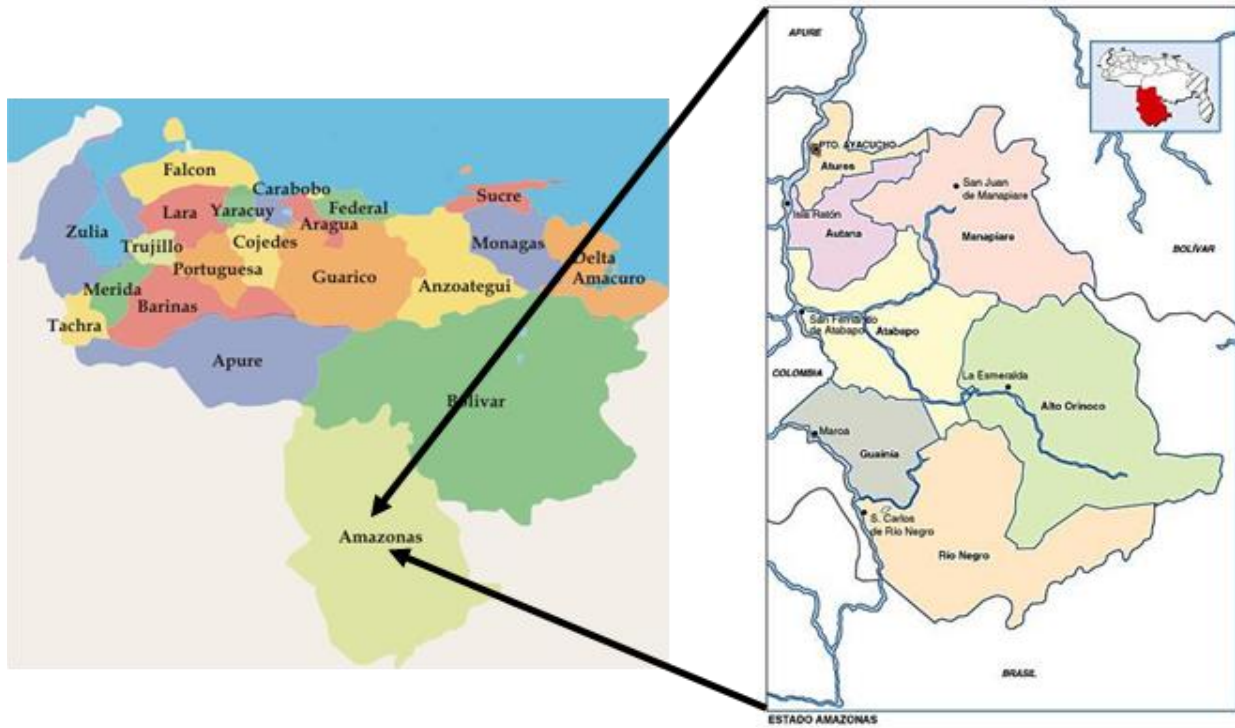 Falcon
Carabobo
Lara
Yaracuy
Federal
Aragua
Sucre
Zulia
Trujillo
Cojedes
Monagas
Delta
Amacuro
Portuguesa
Guarico
Anzoategui
Merida
Barinas
Tachra
Apure
Bolivar
Amazonas
APURE
PTO. AYACUCHO
Atures
San Juan
de Manapiare
Isla Ratón
Autana
Manapiare
BOLÍVAR
San Fernando
de Atabapo
Atabapo
COLOMBIA
La Esmeralda
Alto Orinoco
Maroa
Guainía
S. Carlos
de Río Negro
Río Negro
BRASIL
ESTADO AMAZONAS